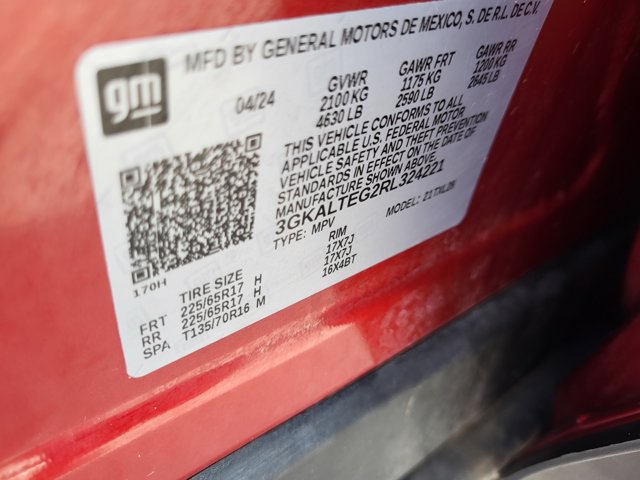 gm
MFD BY GENERAL MOTORS DE MEXICO, S. DE R.L. DE C.V.
04/24
GVWR
2100 KG
4630 LB
GAWR FRT
1175 KG
2590 LB
GAWR RR
1200 KG
2645 LB
THIS VEHICLE CONFORMS TO ALL
APPLICABLE U.S. FEDERAL MOTOR
VEHICLE SAFETY AND THEFT PREVENTION
STANDARDS IN EFFECT ON THE DATE OF
MANUFACTURE SHOWN ABOVE.
3GKALTEG2RL324221
TYPE: MPV
MODEL:
170H
TIRE SIZE
RIM
FRT 225/65R17 H 17X7J
RR 225/65R17 H 17X7J
SPA T135/70R16 M 16X4BT